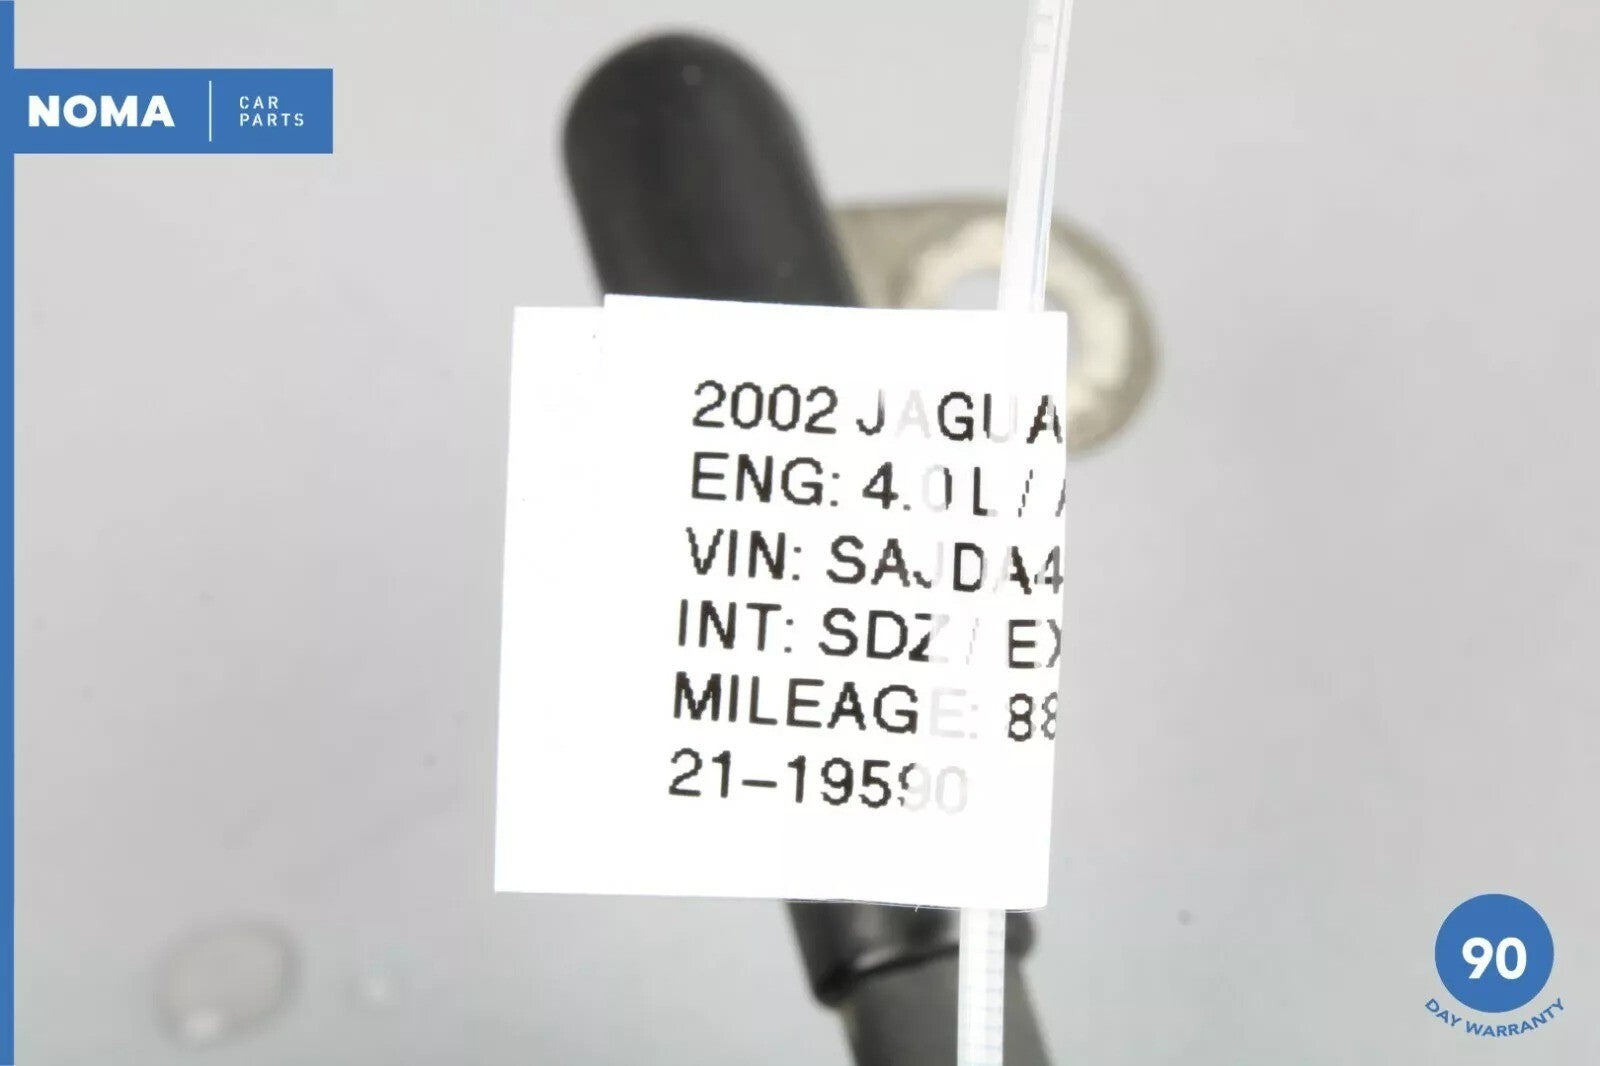 NOMA
CAR
PARTS
2002 JAGUA
ENG: 4.0L /
VIN: SAJDA4
INT: SDZ / EX
MILEAGE: 88
21-19590
90
DAY WARRANTY